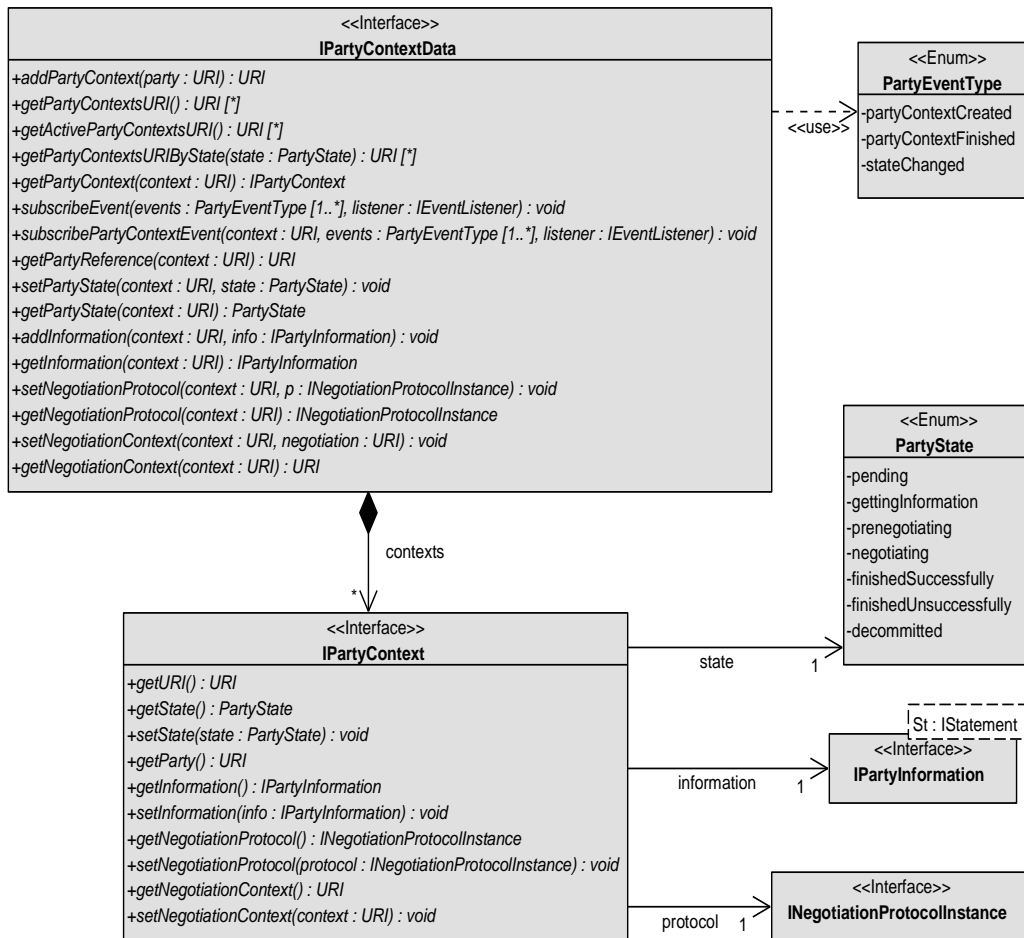 <<Interface>>
IPartyContextData
+addPartyContext(party : URI) : URI
+getPartyContextsURI() : URI [*]
+getActivePartyContextsURI() : URI [*]
+getPartyContextsURIByState(state : PartyState) : URI [*]
+getPartyContext(context : URI) : IPartyContext
+subscribeEvent(events : PartyEventType [1..*], listener : IEventListener) : void
+subscribePartyContextEvent(context : URI, events : PartyEventType [1..*], listener : IEventListener) : void
+getPartyReference(context : URI) : URI
+setPartyState(context : URI, state : PartyState) : void
+getPartyState(context : URI) : PartyState
+addInformation(context : URI, info : IPartyInformation) : void
+getInformation(context : URI) : IPartyInformation
+setNegotiationProtocol(context : URI, p : INegotiationProtocolInstance) : void
+getNegotiationProtocol(context : URI) : INegotiationProtocolInstance
+setNegotiationContext(context : URI, negotiation : URI) : void
+getNegotiationContext(context : URI) : URI
<<use>>
<<Enum>>
PartyEventType
-partyContextCreated
-partyContextFinished
-stateChanged
contexts
*
<<Enum>>
PartyState
-pending
-gettingInformation
-prenegotiating
-negotiating
-finishedSuccessfully
-finishedUnsuccessfully
-decommitted
<<Interface>>
IPartyContext
+getURI() : URI
+getState() : PartyState
+setState(state : PartyState) : void
+getParty() : URI
+getInformation() : IPartyInformation
+setInformation(info : IPartyInformation) : void
+getNegotiationProtocol() : INegotiationProtocolInstance
+setNegotiationProtocol(protocol : INegotiationProtocolInstance) : void
+getNegotiationContext() : URI
+setNegotiationContext(context : URI) : void
state
1
St : IStatement
<<Interface>>
IPartyInformation
information
1
<<Interface>>
INegotiationProtocolInstance
protocol
1